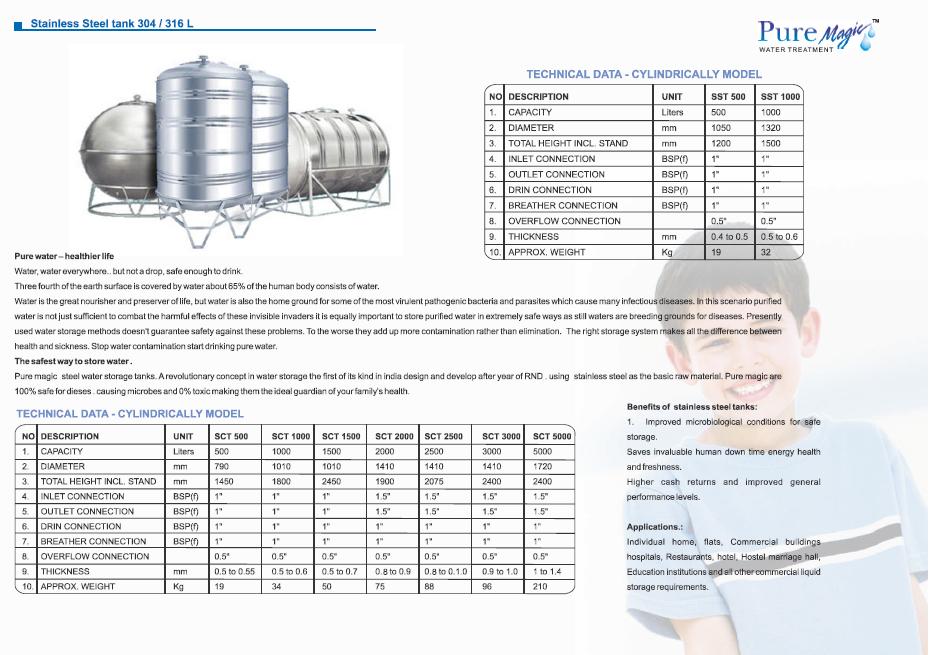 Stainless Steel tank 304 / 316 L
Pure Magic ™
WATER TREATMENT
TECHNICAL DATA - CYLINDRICALLY MODEL
NO DESCRIPTION UNIT SST 500 SST 1000
1. CAPACITY Liters 500 1000
2. DIAMETER mm 1050 1320
3. TOTAL HEIGHT INCL. STAND mm 1200 1500
4. INLET CONNECTION BSP(f) 1" 1"
5. OUTLET CONNECTION BSP(f) 1" 1"
6. DRIN CONNECTION BSP(f) 1" 1"
7. BREATHER CONNECTION BSP(f) 1" 1"
8. OVERFLOW CONNECTION 0.5" 0.5"
9. THICKNESS mm 0.4 to 0.5 0.5 to 0.6
10. APPROX. WEIGHT Kg 19 32
Pure water – healthier life
Water, water everywhere.. but not a drop, safe enough to drink.
Three fourth of the earth surface is covered by water about 65% of the human body consists of water.
Water is the great nourisher and preserver of life, but water is also the home ground for some of the most virulent pathogenic bacteria and parasites which cause many infectious diseases. In this scenario purified
water is not just sufficient to combat the harmful effects of these invisible invaders it is equally important to store purified water in extremely safe ways as still waters are breeding grounds for diseases. Presently
used water storage methods doesn't guarantee safety against these problems. To the worse they add up more contamination rather than elimination. The right storage system makes all the difference between
health and sickness. Stop water contamination start drinking pure water.
The safest way to store water .
Pure magic steel water storage tanks. A revolutionary concept in water storage the first of its kind in india design and develop after year of RND . using stainless steel as the basic raw material. Pure magic are
100% safe for dieses . causing microbes and 0% toxic making them the ideal guardian of your family's health.
TECHNICAL DATA - CYLINDRICALLY MODEL
NO DESCRIPTION UNIT SCT 500 SCT 1000 SCT 1500 SCT 2000 SCT 2500 SCT 3000 SCT 5000
1. CAPACITY Liters 500 1000 1500 2000 2500 3000 5000
2. DIAMETER mm 790 1010 1010 1410 1410 1410 1720
3. TOTAL HEIGHT INCL. STAND mm 1450 1800 2450 1900 2075 2400 2400
4. INLET CONNECTION BSP(f) 1" 1" 1" 1.5" 1.5" 1.5" 1.5"
5. OUTLET CONNECTION BSP(f) 1" 1" 1" 1.5" 1.5" 1.5" 1.5"
6. DRIN CONNECTION BSP(f) 1" 1" 1" 1" 1" 1" 1"
7. BREATHER CONNECTION BSP(f) 1" 1" 1" 1" 1" 1" 1"
8. OVERFLOW CONNECTION 0.5" 0.5" 0.5" 0.5" 0.5" 0.5" 0.5"
9. THICKNESS mm 0.5 to 0.55 0.5 to 0.6 0.5 to 0.7 0.8 to 0.9 0.8 to 0.1.0 0.9 to 1.0 1 to 1.4
10. APPROX. WEIGHT Kg 19 34 50 75 88 96 210
Benefits of stainless steel tanks:
1. Improved microbiological conditions for safe
storage.
Saves invaluable human down time energy health
and freshness.
Higher cash returns and improved general
performance levels.
Applications.:
Individual home, flats, Commercial buildings
hospitals, Restaurants, hotel, Hostel marriage hall,
Education institutions and all other commercial liquid
storage requirements.